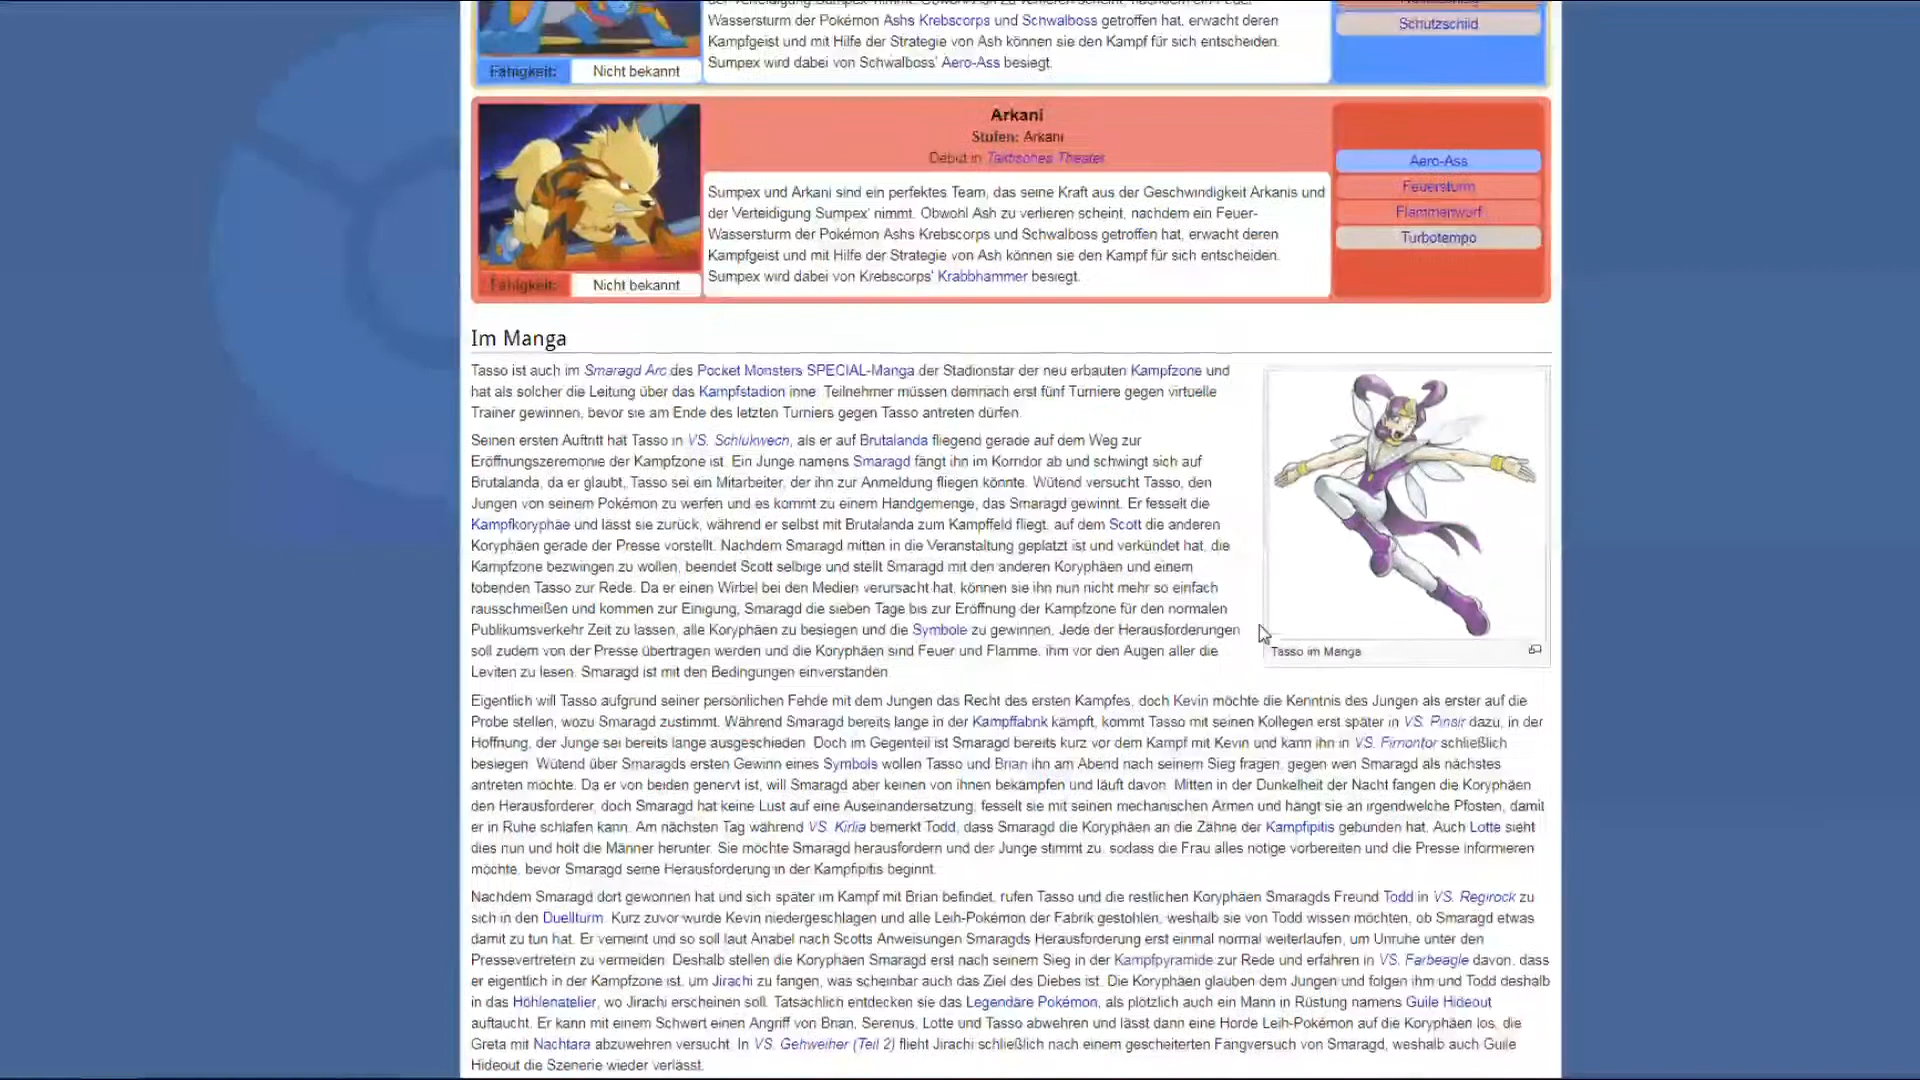 Wassersturm der Pokémon Ashs Krebscorps und Schwalboss getroffen hat, erwacht deren
Kampfgeist und mit Hilfe der Strategie von Ash können sie den Kampf für sich entscheiden.
Sumpex wird dabei von Schwalboss' Aero-Ass besiegt.
Schutzschild
Fähigkeit:
Nicht bekannt
Arkani
Stufen: Arkani
Debüt in Taktisches Theater
Sumpex und Arkani sind ein perfektes Team, das seine Kraft aus der Geschwindigkeit Arkanis und
der Verteidigung Sumpex' nimmt. Obwohl Ash zu verlieren scheint, nachdem ein Feuer-
Wassersturm der Pokémon Ashs Krebscorps und Schwalboss getroffen hat, erwacht deren
Kampfgeist und mit Hilfe der Strategie von Ash können sie den Kampf für sich entscheiden.
Sumpex wird dabei von Krebscorps' Krabbhammer besiegt.
Aero-Ass
Feuersturm
Flammenwurf
Turbotempo
Fähigkeit:
Nicht bekannt
Im Manga
Tasso ist auch im Smaragd Arc des Pocket Monsters SPECIAL-Manga der Stadionstar der neu erbauten Kampfzone und
hat als solcher die Leitung über das Kampfstadion inne. Teilnehmer müssen demnach erst fünf Turniere gegen virtuelle
Trainer gewinnen, bevor sie am Ende des letzten Turniers gegen Tasso antreten dürfen.
Seinen ersten Auftritt hat Tasso in VS. Schlukwech, als er auf Brutalanda fliegend gerade auf dem Weg zur
Eröffnungszeremonie der Kampfzone ist. Ein Junge namens Smaragd fängt ihn im Korridor ab und schwingt sich auf
Brutalanda, da er glaubt, Tasso sei ein Mitarbeiter, der ihn zur Anmeldung fliegen könnte. Wütend versucht Tasso, den
Jungen von seinem Pokémon zu werfen und es kommt zu einem Handgemenge, das Smaragd gewinnt. Er fesselt die
Kampfkoryphäe und lässt sie zurück, während er selbst mit Brutalanda zum Kampffeld fliegt, auf dem Scott die anderen
Koryphäen gerade der Presse vorstellt. Nachdem Smaragd mitten in die Veranstaltung geplatzt ist und verkündet hat, die
Kampfzone bezwingen zu wollen, beendet Scott selbige und stellt Smaragd mit den anderen Koryphäen und einem
tobenden Tasso zur Rede. Da er einen Wirbel bei den Medien verursacht hat, können sie ihn nun nicht mehr so einfach
rausschmeißen und kommen zur Einigung, Smaragd die sieben Tage bis zur Eröffnung der Kampfzone für den normalen
Publikumsverkehr Zeit zu lassen, alle Koryphäen zu besiegen und die Symbole zu gewinnen. Jede der Herausforderungen
soll zudem von der Presse übertragen werden und die Koryphäen sind Feuer und Flamme, ihm vor den Augen aller die
Leviten zu lesen. Smaragd ist mit den Bedingungen einverstanden.
Tasso im Manga
Eigentlich will Tasso aufgrund seiner persönlichen Fehde mit dem Jungen das Recht des ersten Kampfes, doch Kevin möchte die Kenntnis des Jungen als erster auf die
Probe stellen, wozu Smaragd zustimmt. Während Smaragd bereits lange in der Kampffabrik kämpft, kommt Tasso mit seinen Kollegen erst später in VS. Pinsir dazu, in der
Hoffnung, der Junge sei bereits lange ausgeschieden. Doch im Gegenteil ist Smaragd bereits kurz vor dem Kampf mit Kevin und kann ihn in VS. Firnontor schließlich
besiegen. Wütend über Smaragds ersten Gewinn eines Symbols wollen Tasso und Brian ihn am Abend nach seinem Sieg fragen, gegen wen Smaragd als nächstes
antreten möchte. Da er von beiden genervt ist, will Smaragd aber keinen von ihnen bekämpfen und läuft davon. Mitten in der Dunkelheit der Nacht fangen die Koryphäen
den Herausforderer, doch Smaragd hat keine Lust auf eine Auseinandersetzung, fesselt sie mit seinen mechanischen Armen und hängt sie an irgendwelche Pfosten, damit
er in Ruhe schlafen kann. Am nächsten Tag während VS. Kirlia bemerkt Todd, dass Smaragd die Koryphäen an die Zähne der Kampfipitis gebunden hat. Auch Lotte sieht
dies nun und holt die Männer herunter. Sie möchte Smaragd herausfordern und der Junge stimmt zu, sodass die Frau alles nötige vorbereiten und die Presse informieren
möchte, bevor Smaragd seine Herausforderung in der Kampfipitis beginnt.
Nachdem Smaragd dort gewonnen hat und sich später im Kampf mit Brian befindet, rufen Tasso und die restlichen Koryphäen Smaragds Freund Todd in VS. Regirock zu
sich in den Duellturm. Kurz zuvor wurde Kevin niedergeschlagen und alle Leih-Pokémon der Fabrik gestohlen, weshalb sie von Todd wissen möchten, ob Smaragd etwas
damit zu tun hat. Er verneint und so soll laut Anabel nach Scotts Anweisungen Smaragds Herausforderung erst einmal normal weiterlaufen, um Unruhe unter den
Pressevertretern zu vermeiden. Deshalb stellen die Koryphäen Smaragd erst nach seinem Sieg in der Kampfpyramide zur Rede und erfahren in VS. Farbeagle davon, dass
er eigentlich in der Kampfzone ist, um Jirachi zu fangen, was scheinbar auch das Ziel des Diebes ist. Die Koryphäen glauben dem Jungen und folgen ihm und Todd deshalb
in das Höhlenatelier, wo Jirachi erscheinen soll. Tatsächlich entdecken sie das Legendäre Pokémon, als plötzlich auch ein Mann in Rüstung namens Guile Hideout
auftaucht. Er kann mit einem Schwert einen Angriff von Brian, Serenus, Lotte und Tasso abwehren und lässt dann eine Horde Leih-Pokémon auf die Koryphäen los, die
Greta mit Nachtara abzuwehren versucht. In VS. Gehweiher (Teil 2) flieht Jirachi schließlich nach einem gescheiterten Fangversuch von Smaragd, weshalb auch Guile
Hideout die Szenerie wieder verlässt.